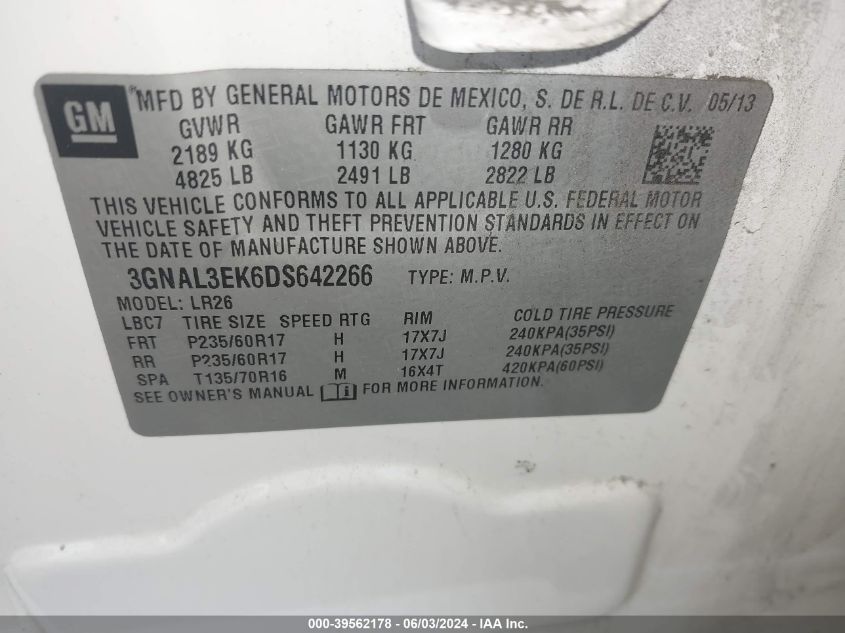 GM
MFD BY GENERAL MOTORS DE MEXICO, S. DE R.L. DE C.V. 05/13
GVWR GAWR FRT GAWR RR
2189 KG 1130 KG 1280 KG
4825 LB 2491 LB 2822 LB
THIS VEHICLE CONFORMS TO ALL APPLICABLE U.S. FEDERAL MOTOR
VEHICLE SAFETY AND THEFT PREVENTION STANDARDS IN EFFECT ON
THE DATE OF MANUFACTURE SHOWN ABOVE.
3GNAL3EK6DS642266 TYPE: M.P.V.
MODEL: LR26
LBC7 TIRE SIZE SPEED RTG RIM COLD TIRE PRESSURE
FRT P235/60R17 H 17X7J 240KPA(35PSI)
RR P235/60R17 H 17X7J 240KPA(35PSI)
SPA T135/70R16 M 16X4T 420KPA(60PSI)
SEE OWNER'S MANUAL FOR MORE INFORMATION.
000-39562178 - 06/03/2024 - IAA Inc.